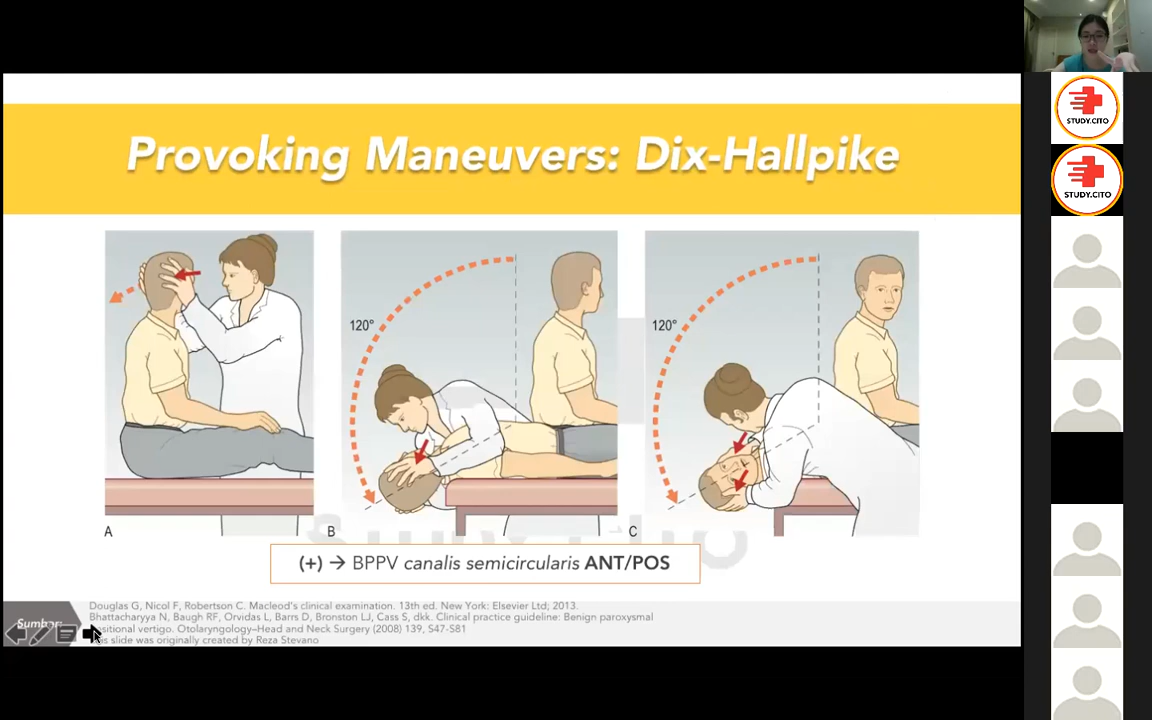 Provoking Maneuvers: Dix-Hallpike
120°
120°
A
B
C
(+) → BPPV canalis semicircularis ANT/POS
Douglas G, Nicol F, Robertson C. Macleod's clinical examination. 13th ed. New York: Elsevier Ltd; 2013.
Bhattacharyya N, Baugh RF, Orvidas L, Barrs D, Bronston LJ, Cass S, dkk. Clinical practice guideline: Benign paroxysmal
positional vertigo. Otolaryngology–Head and Neck Surgery (2008) 139, S47-S81
slide was originally created by Reza Stevano
STUDY.CITO
STUDY.CITO